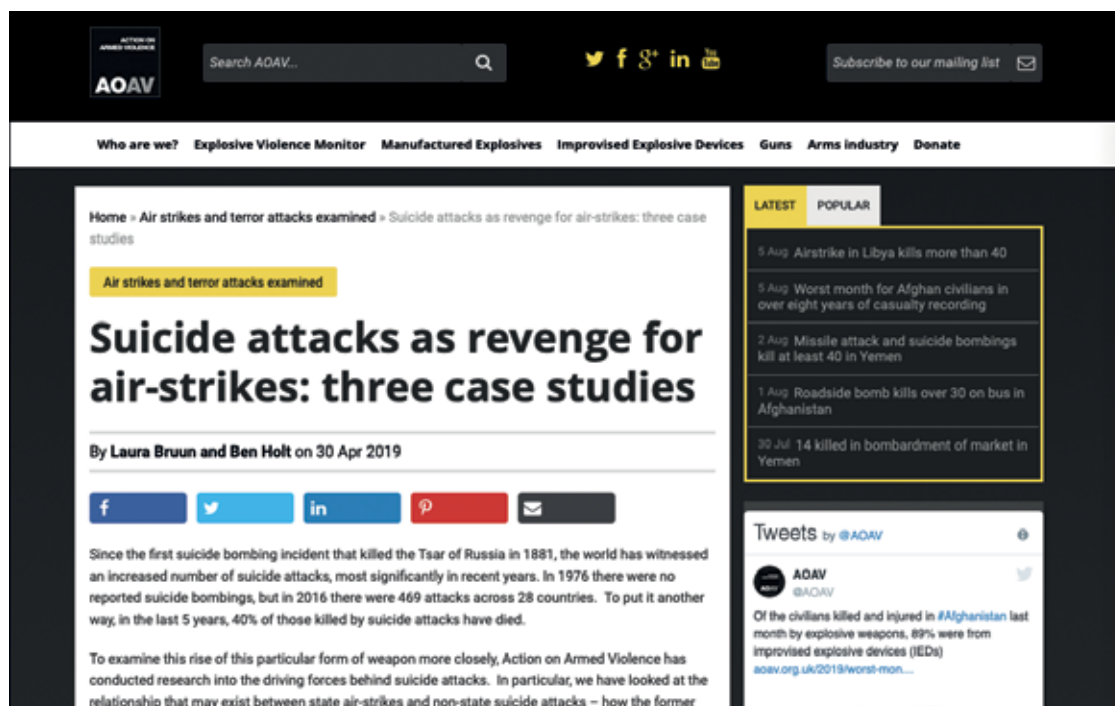 ACTION ON
ARMED VIOLENCE
AOAV
Search AOAV...
Subscribe to our mailing list
Who are we? Explosive Violence Monitor Manufactured Explosives Improvised Explosive Devices Guns Arms industry Donate
Home » Air strikes and terror attacks examined » Suicide attacks as revenge for air-strikes: three case
studies
Air strikes and terror attacks examined
Suicide attacks as revenge for
air-strikes: three case studies
By Laura Bruun and Ben Holt on 30 Apr 2019
Since the first suicide bombing incident that killed the Tsar of Russia in 1881, the world has witnessed
an increased number of suicide attacks, most significantly in recent years. In 1976 there were no
reported suicide bombings, but in 2016 there were 469 attacks across 28 countries. To put it another
way, in the last 5 years, 40% of those killed by suicide attacks have died.
To examine this rise of this particular form of weapon more closely, Action on Armed Violence has
conducted research into the driving forces behind suicide attacks. In particular, we have looked at the
relationship that may exist between state air-strikes and non-state suicide attacks – how the former
LATEST POPULAR
5 Aug Airstrike in Libya kills more than 40
5 Aug Worst month for Afghan civilians in
over eight years of casualty recording
2 Aug Missile attack and suicide bombings
kill at least 40 in Yemen
1 Aug Roadside bomb kills over 30 on bus in
Afghanistan
30 Jul 14 killed in bombardment of market in
Yemen
Tweets by @AOAV
AOAV
@AOAV
Of the civilians killed and injured in #Afghanistan last
month by explosive weapons, 89% were from
improvised explosive devices (IEDs)
aoav.org.uk/2019/worst-mon....